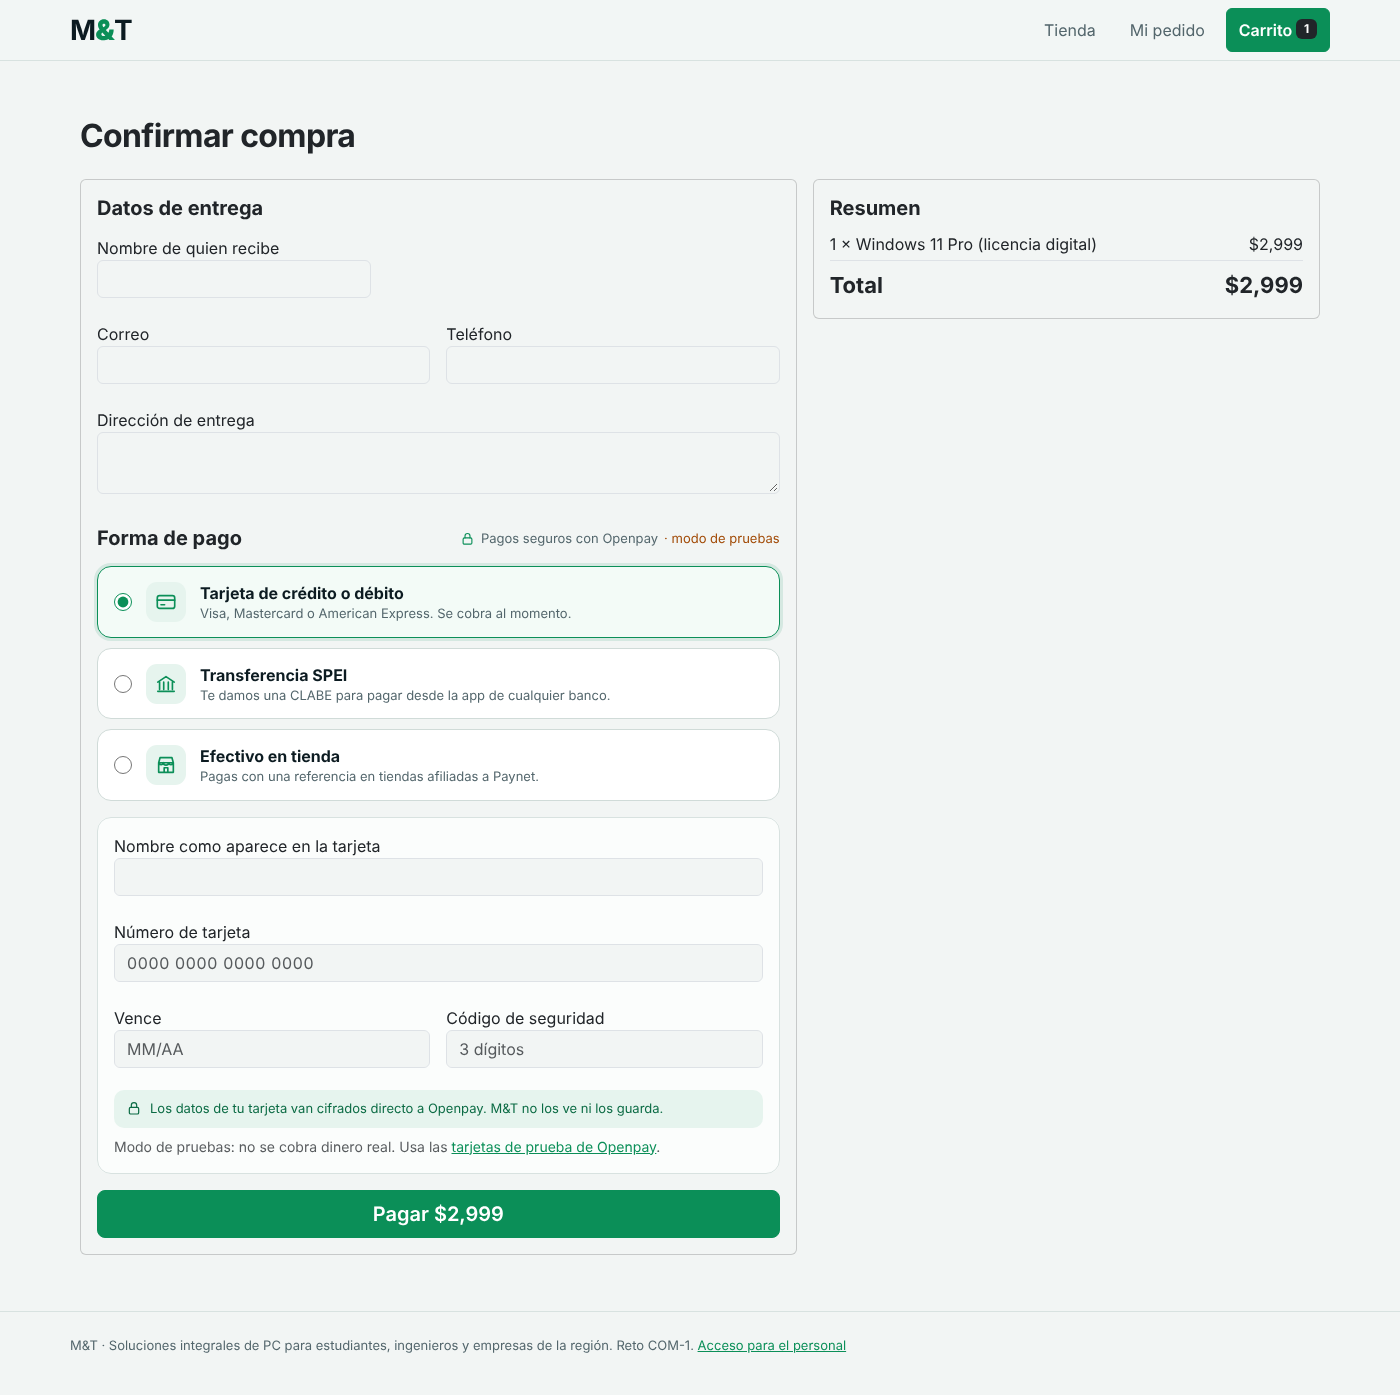 M&T
Tienda
Mi pedido
Carrito 1
Confirmar compra
Datos de entrega
Nombre de quien recibe
Correo
Teléfono
Dirección de entrega
Forma de pago
Pagos seguros con Openpay · modo de pruebas
Tarjeta de crédito o débito
Visa, Mastercard o American Express. Se cobra al momento.
Transferencia SPEI
Te damos una CLABE para pagar desde la app de cualquier banco.
Efectivo en tienda
Pagas con una referencia en tiendas afiliadas a Paynet.
Nombre como aparece en la tarjeta
Número de tarjeta
0000 0000 0000 0000
Vence
MM/AA
Código de seguridad
3 dígitos
Los datos de tu tarjeta van cifrados directo a Openpay. M&T no los ve ni los guarda.
Modo de pruebas: no se cobra dinero real. Usa las tarjetas de prueba de Openpay.
Pagar $2,999
Resumen
1 × Windows 11 Pro (licencia digital) $2,999
Total $2,999
M&T · Soluciones integrales de PC para estudiantes, ingenieros y empresas de la región. Reto COM-1. Acceso para el personal